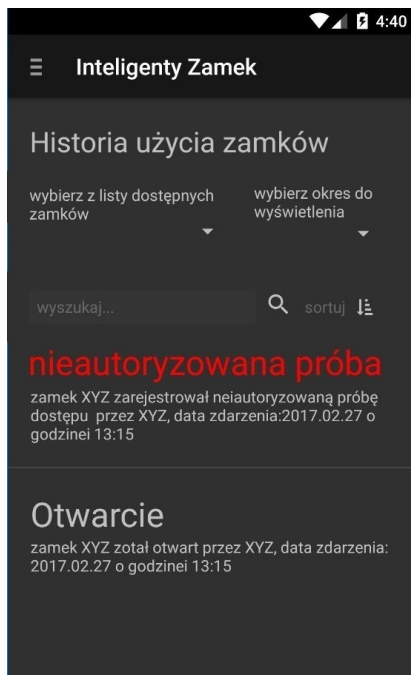 4:40
Inteligenty Zamek
Historia użycia zamków
wybierz z listy dostępnych
zamków
wybierz okres do
wyświetlenia
wyszukaj...
sortuj
nieautoryzowana próba
zamek XYZ zarejestrował neiautoryzowaną próbę
dostępu przez XYZ, data zdarzenia:2017.02.27 o
godzinei 13:15
Otwarcie
zamek XYZ zotał otwart przez XYZ, data zdarzenia:
2017.02.27 o godzinei 13:15